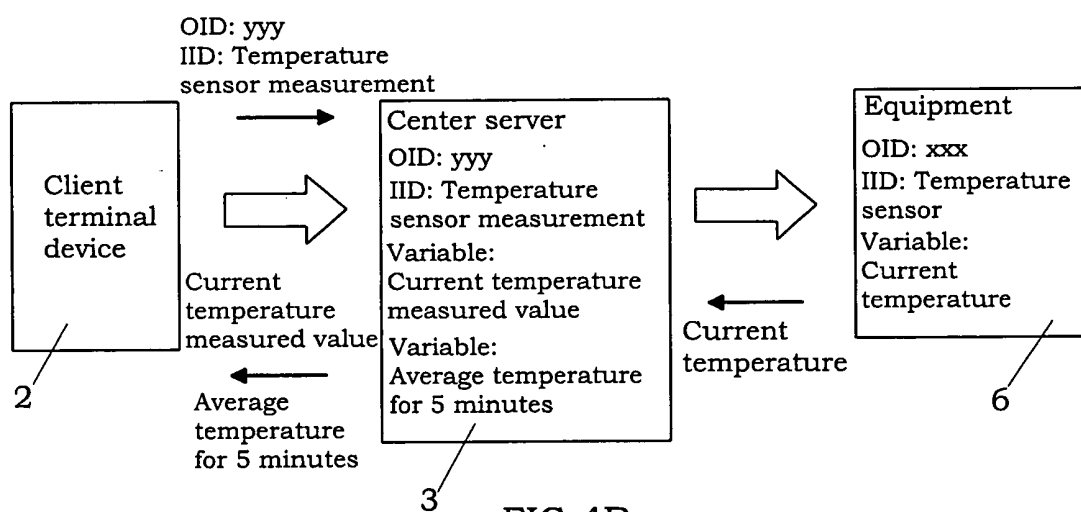 OID: yyy
IID: Temperature
sensor measurement
Client
terminal
device
2
Current
temperature
measured value
Average
temperature
for 5 minutes
Center server
OID: yyy
IID: Temperature
sensor measurement
Variable:
Current temperature
measured value
Variable:
Average temperature
for 5 minutes
3
Current
temperature
Equipment
OID: xxx
IID: Temperature
sensor
Variable:
Current
temperature
6